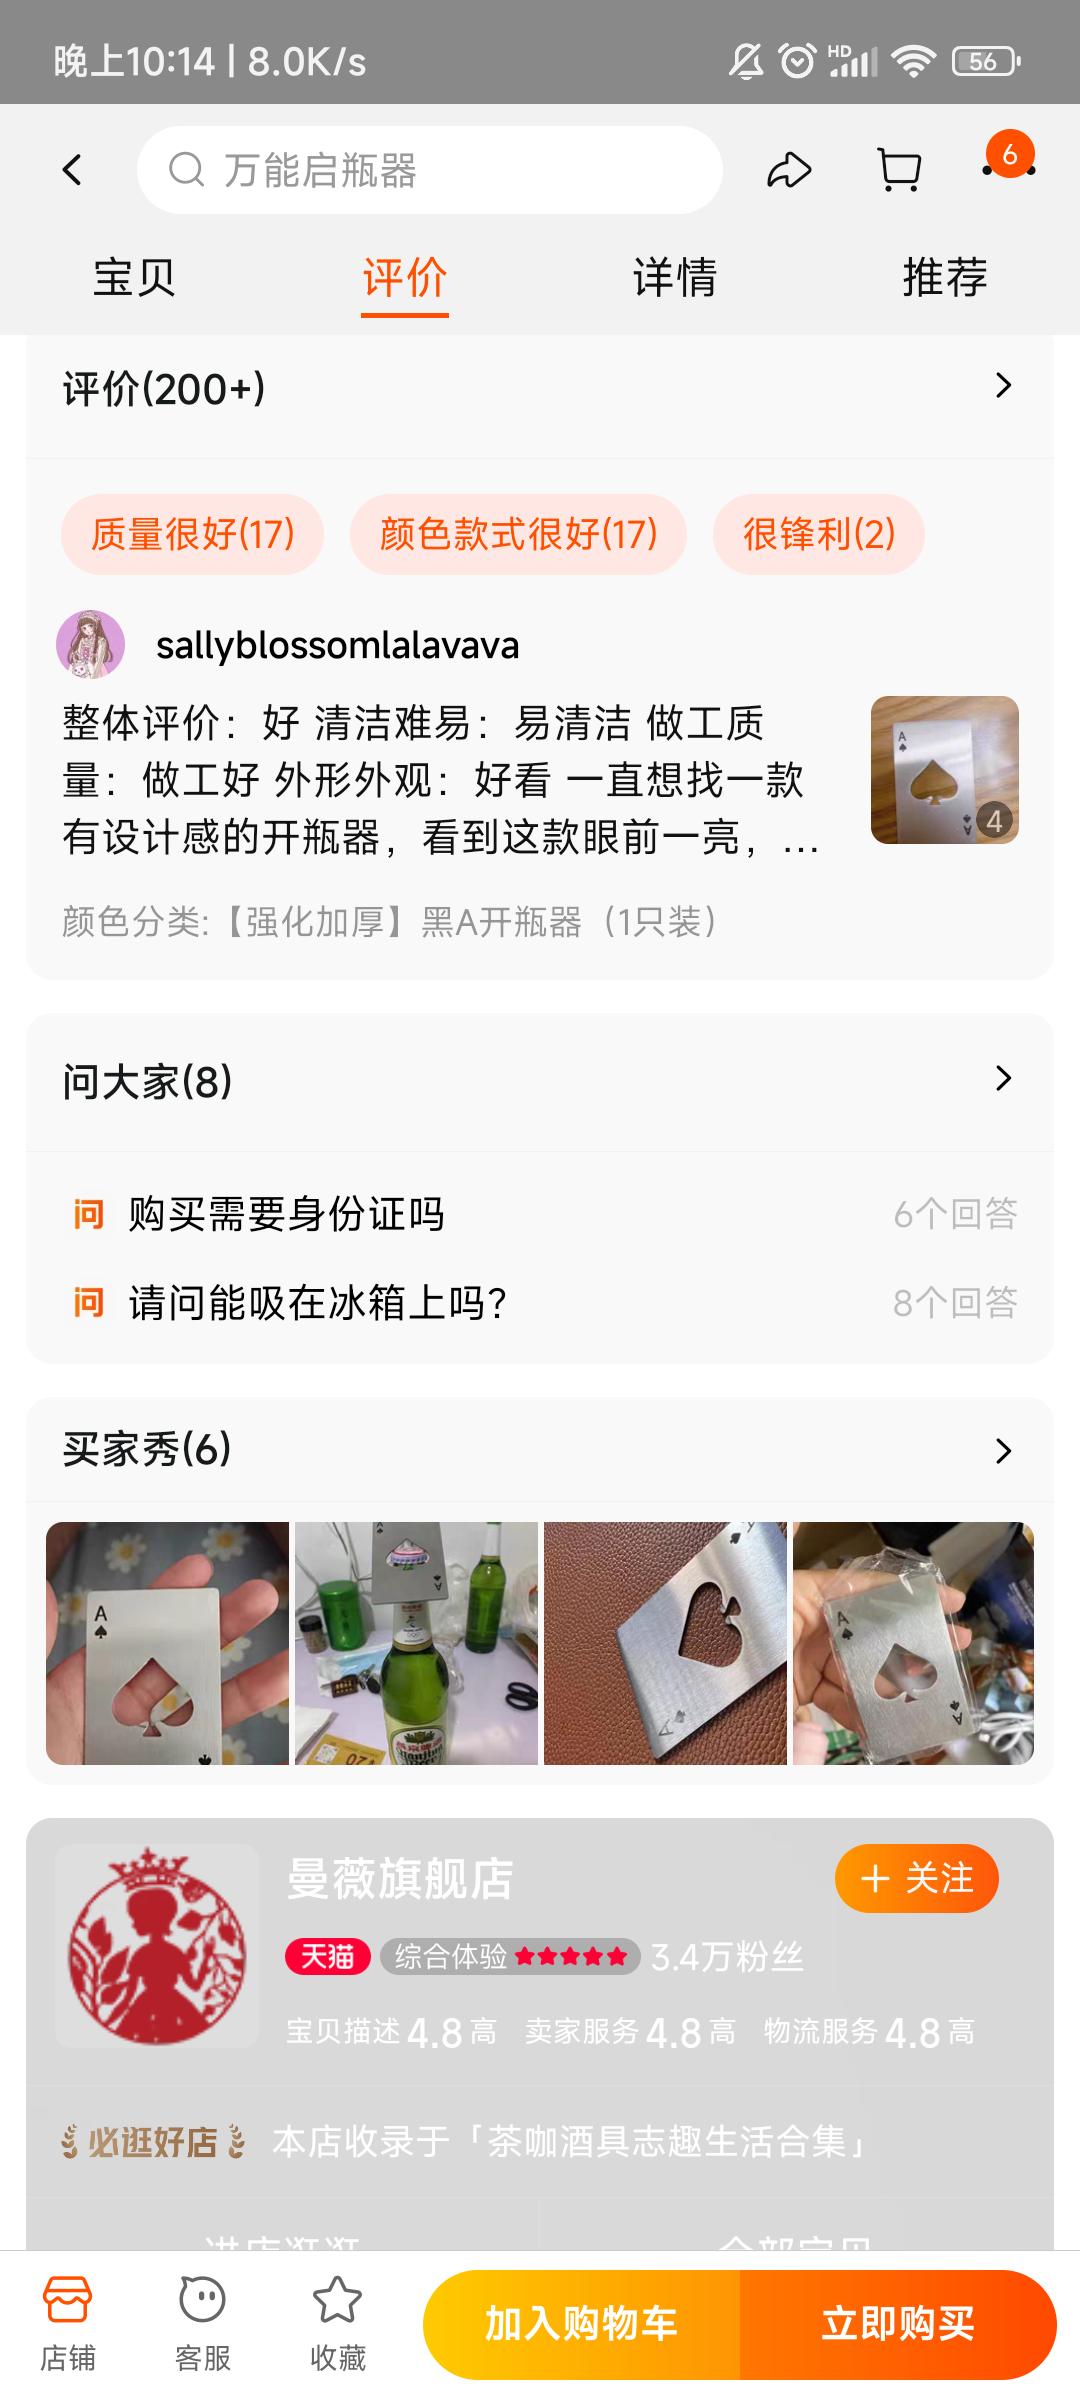 晚上10:14 | 8.0K/s
HD
56
万能启瓶器
6
宝贝
评价
详情
推荐
评价(200+)
质量很好(17)
颜色款式很好(17)
很锋利(2)
sallyblossomlalavava
整体评价：好 清洁难易：易清洁 做工质
量：做工好 外形外观：好看 一直想找一款
有设计感的开瓶器，看到这款眼前一亮，...
A
A
4
颜色分类:【强化加厚】黑A开瓶器（1只装）
问大家(8)
问 购买需要身份证吗
6个回答
问 请问能吸在冰箱上吗？
8个回答
买家秀(6)
A
A
A
A
A
曼薇旗舰店
＋ 关注
天猫 综合体验 3.4万粉丝
宝贝描述 4.8 高 卖家服务 4.8 高 物流服务 4.8 高
必逛好店 本店收录于「茶咖酒具志趣生活合集」
进店逛逛
全部宝贝
店铺
客服
收藏
加入购物车
立即购买